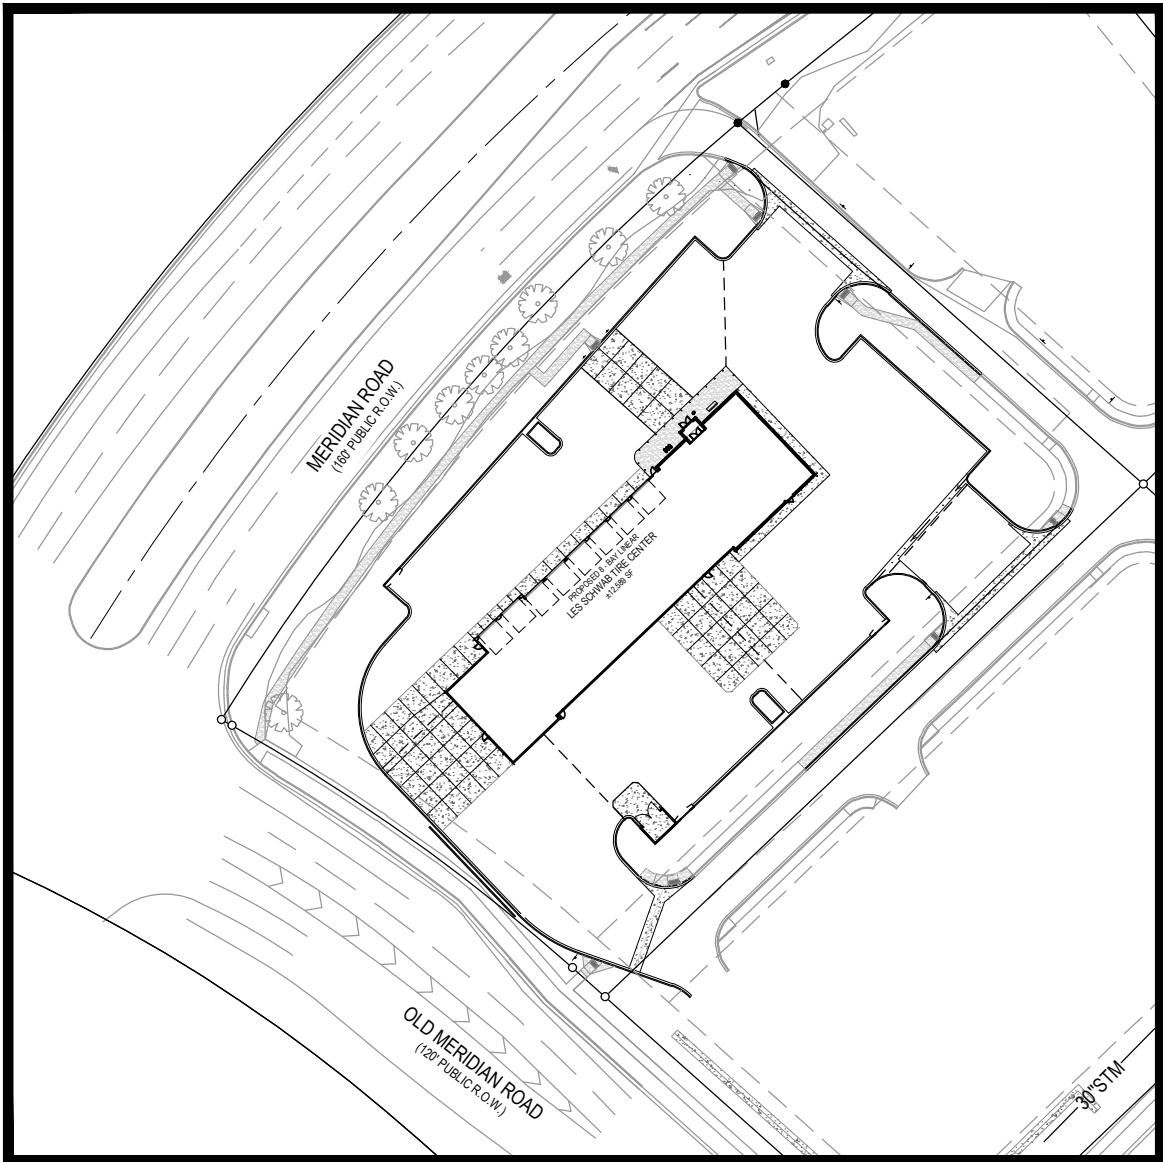 MERIDIAN ROAD
(160' PUBLIC R.O.W.)
PROPOSED 8 - BAY LINEAR
LES SCHWAB TIRE CENTER
±12,589 SF
OLD MERIDIAN ROAD
(120' PUBLIC R.O.W.)
30"STM